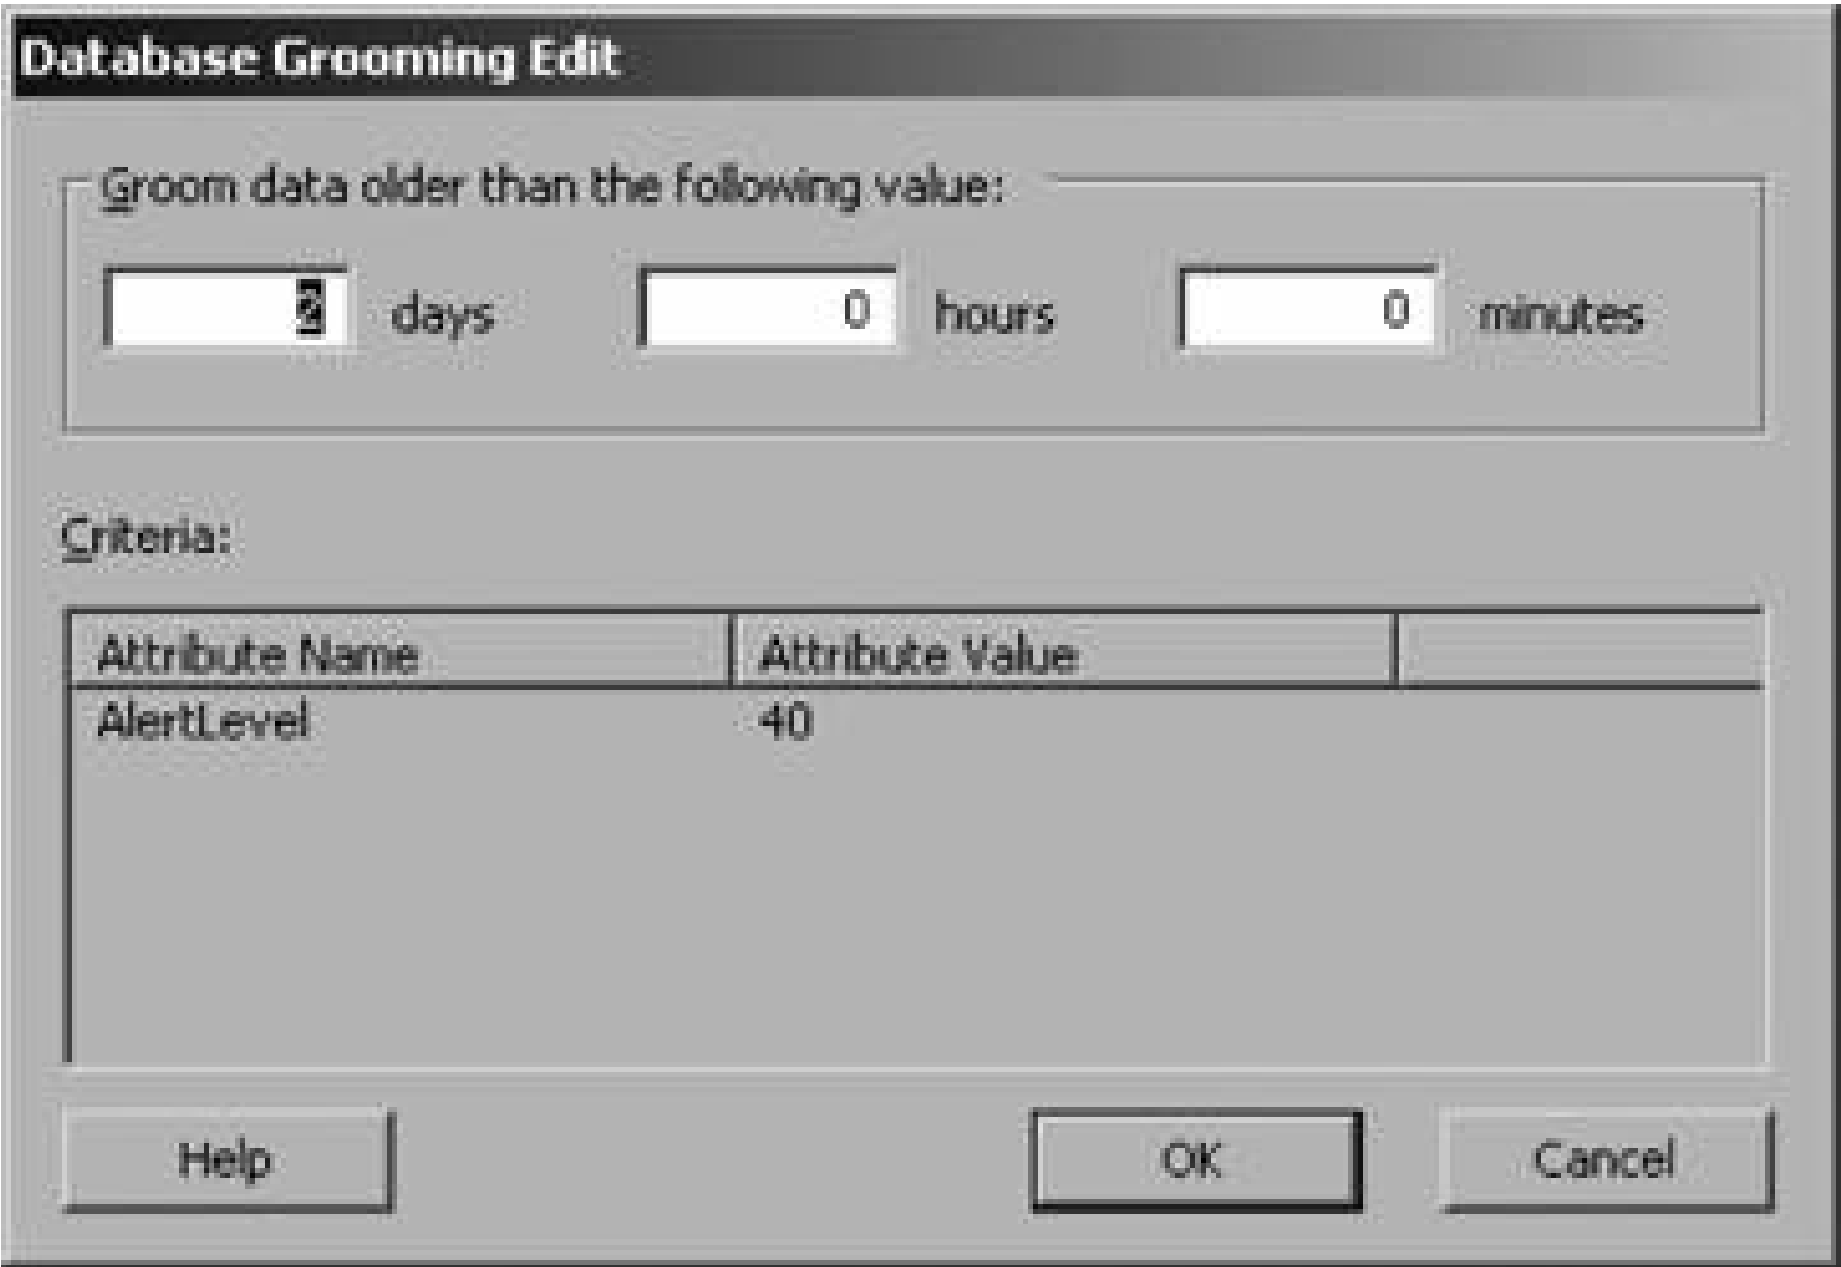 Database Grooming Edit
Groom data older than the following value:
2 days 0 hours 0 minutes
Criteria:
Attribute Name Attribute Value
AlertLevel 40
Help OK Cancel